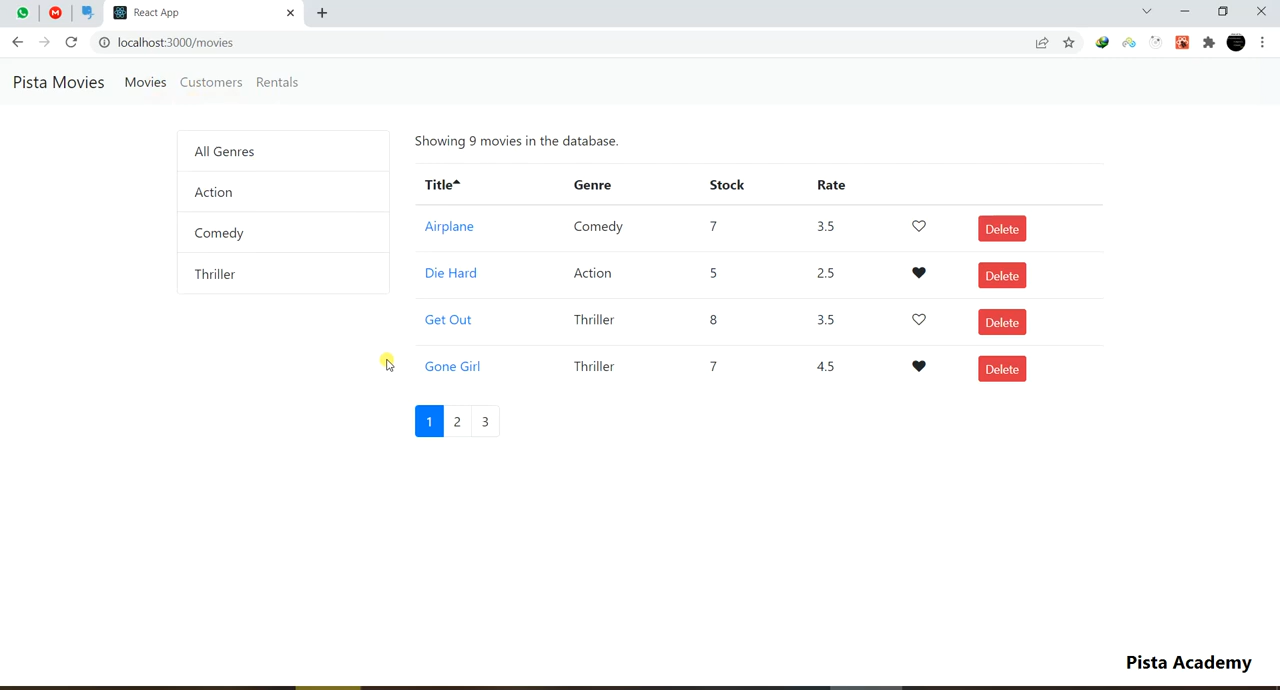 React App
localhost:3000/movies
Pista Movies Movies Customers Rentals
All Genres
Action
Comedy
Thriller
Showing 9 movies in the database.
Title Genre Stock Rate
Airplane Comedy 7 3.5 Delete
Die Hard Action 5 2.5 Delete
Get Out Thriller 8 3.5 Delete
Gone Girl Thriller 7 4.5 Delete
1 2 3
Pista Academy